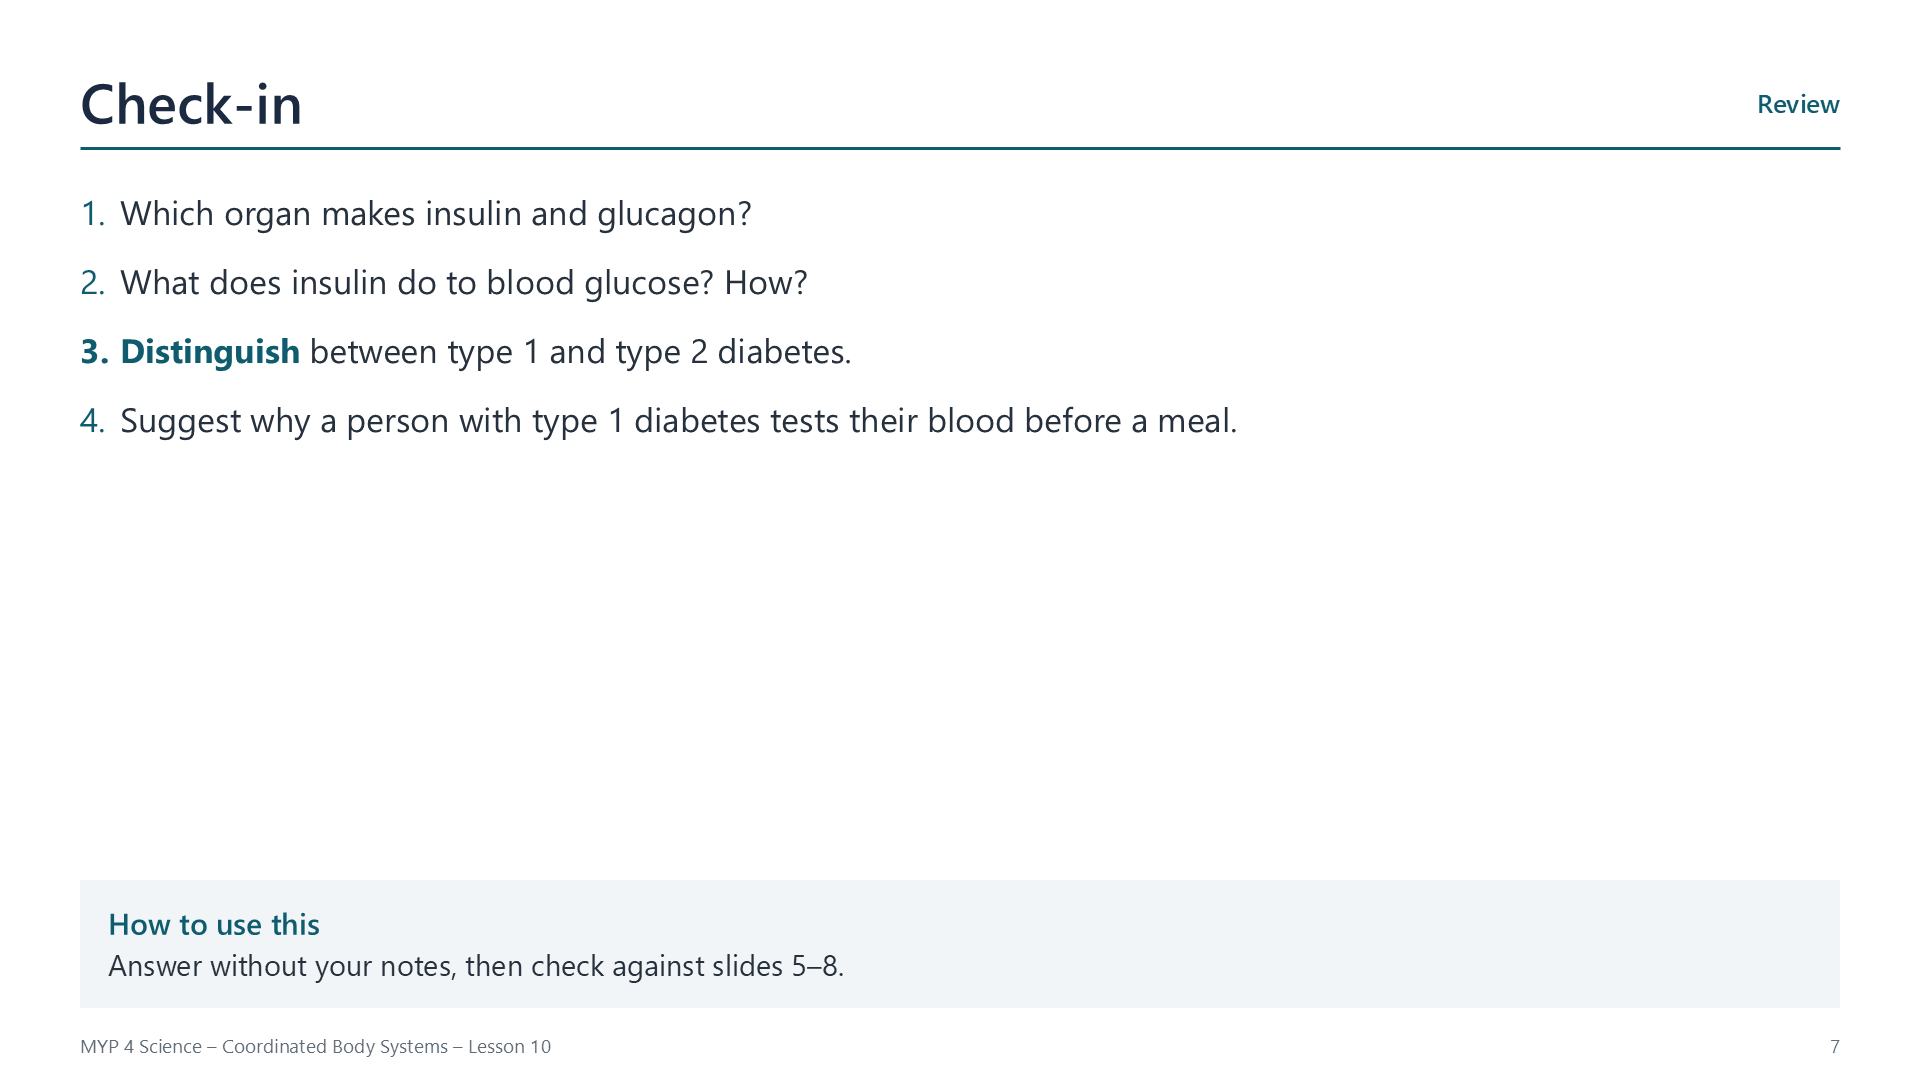 Check-in
Review
1. Which organ makes insulin and glucagon?
2. What does insulin do to blood glucose? How?
3. Distinguish between type 1 and type 2 diabetes.
4. Suggest why a person with type 1 diabetes tests their blood before a meal.
How to use this
Answer without your notes, then check against slides 5–8.
MYP 4 Science – Coordinated Body Systems – Lesson 10
7